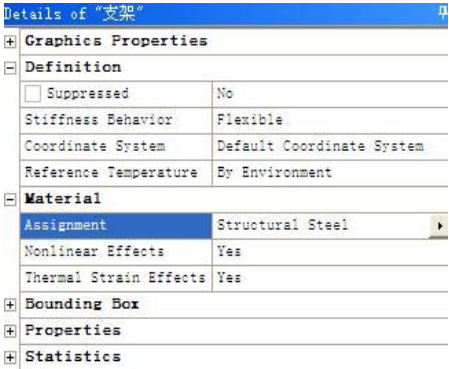 Details of "支架"
Graphics Properties
Definition
Suppressed No
Stiffness Behavior Flexible
Coordinate System Default Coordinate System
Reference Temperature By Environment
Material
Assignment Structural Steel
Nonlinear Effects Yes
Thermal Strain Effects Yes
Bounding Box
Properties
Statistics